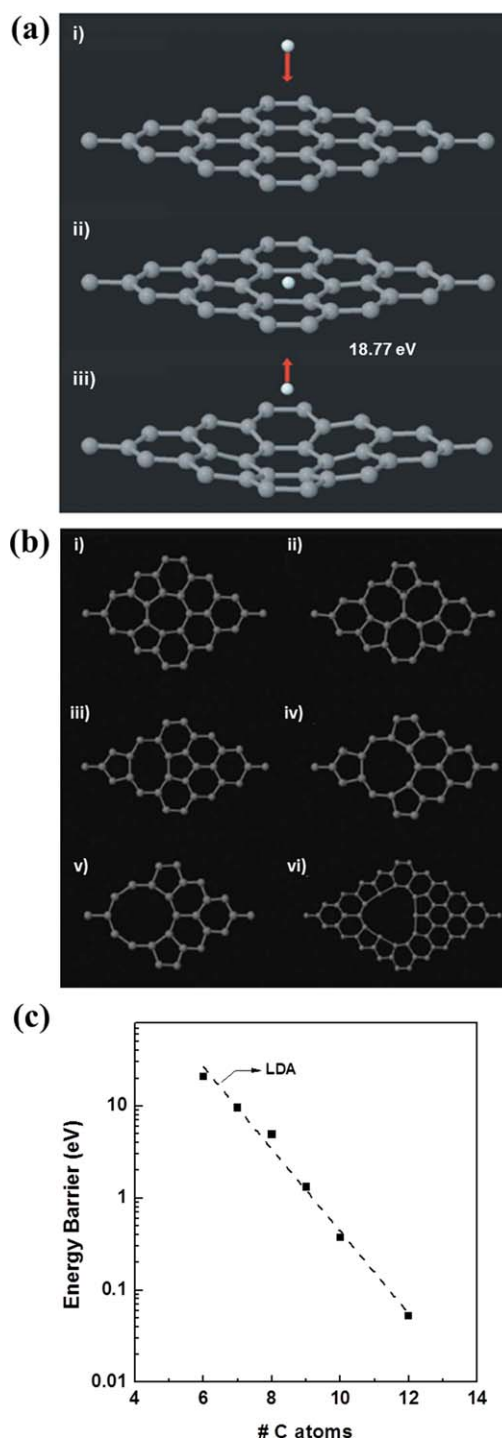 (a)
i)
ii)
18.77 eV
iii)
(b)
i) ii)
iii) iv)
v) vi)
(c)
LDA
10
1
0.1
0.01
Energy Barrier (eV)
4 6 8 10 12 14
# C atoms